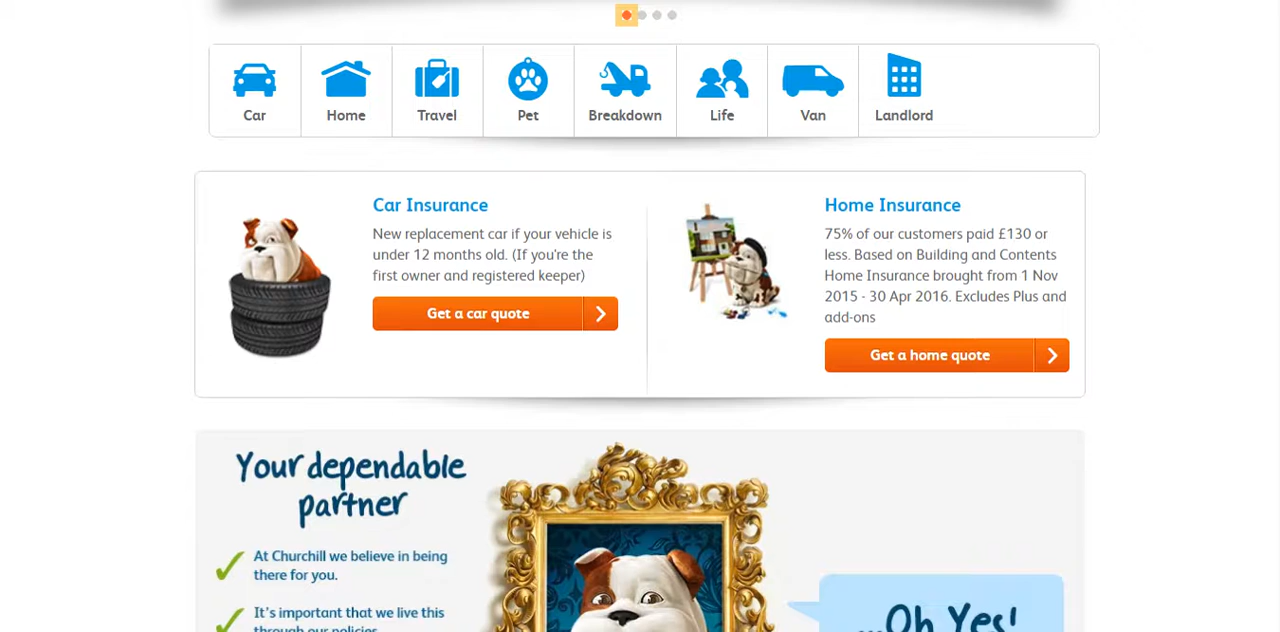 Car
Home
Travel
Pet
Breakdown
Life
Van
Landlord
Car Insurance
New replacement car if your vehicle is
under 12 months old. (If you're the
first owner and registered keeper)
Get a car quote
Home Insurance
75% of our customers paid £130 or
less. Based on Building and Contents
Home Insurance brought from 1 Nov
2015 - 30 Apr 2016. Excludes Plus and
add-ons
Get a home quote
Your dependable
partner
At Churchill we believe in being
there for you.
It's important that we live this
through our policies
...Oh Yes!